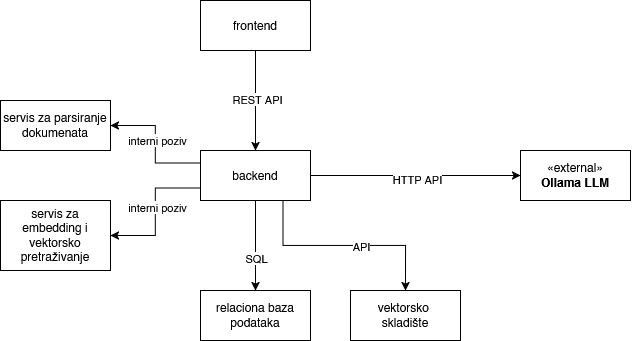 frontend
REST API
servis za parsiranje
dokumenata
interni poziv
backend
HTTP API
«external»
Ollama LLM
interni poziv
servis za
embedding i
vektorsko
pretraživanje
SQL
API
relaciona baza
podataka
vektorsko
skladište